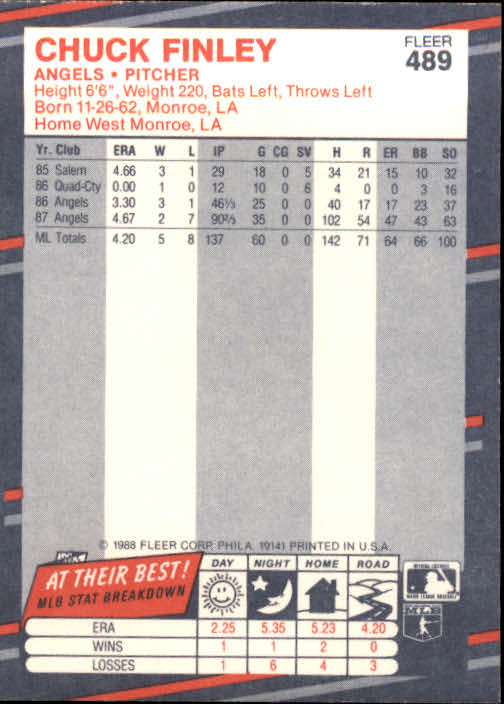 CHUCK FINLEY
FLEER
489
ANGELS • PITCHER
Height 6'6", Weight 220, Bats Left, Throws Left
Born 11-26-62, Monroe, LA
Home West Monroe, LA
Yr. Club ERA W L IP G CG SV H R ER BB SO
85 Salem 4.66 3 1 29 18 0 5 34 21 15 10 32
86 Quad-Cty 0.00 1 0 12 10 0 6 4 0 0 3 16
86 Angels 3.30 3 1 46⅓ 25 0 0 40 17 17 23 37
87 Angels 4.67 2 7 90⅔ 35 0 0 102 54 47 43 63
ML Totals 4.20 5 8 137 60 0 0 142 71 64 66 100
© 1988 FLEER CORP. PHILA. 19141 PRINTED IN U.S.A.
AT THEIR BEST!
MLB STAT BREAKDOWN
DAY NIGHT HOME ROAD
ERA 2.25 5.35 5.23 4.20
WINS 1 1 2 0
LOSSES 1 6 4 3
OFFICIAL LICENSEE
MAJOR LEAGUE BASEBALL